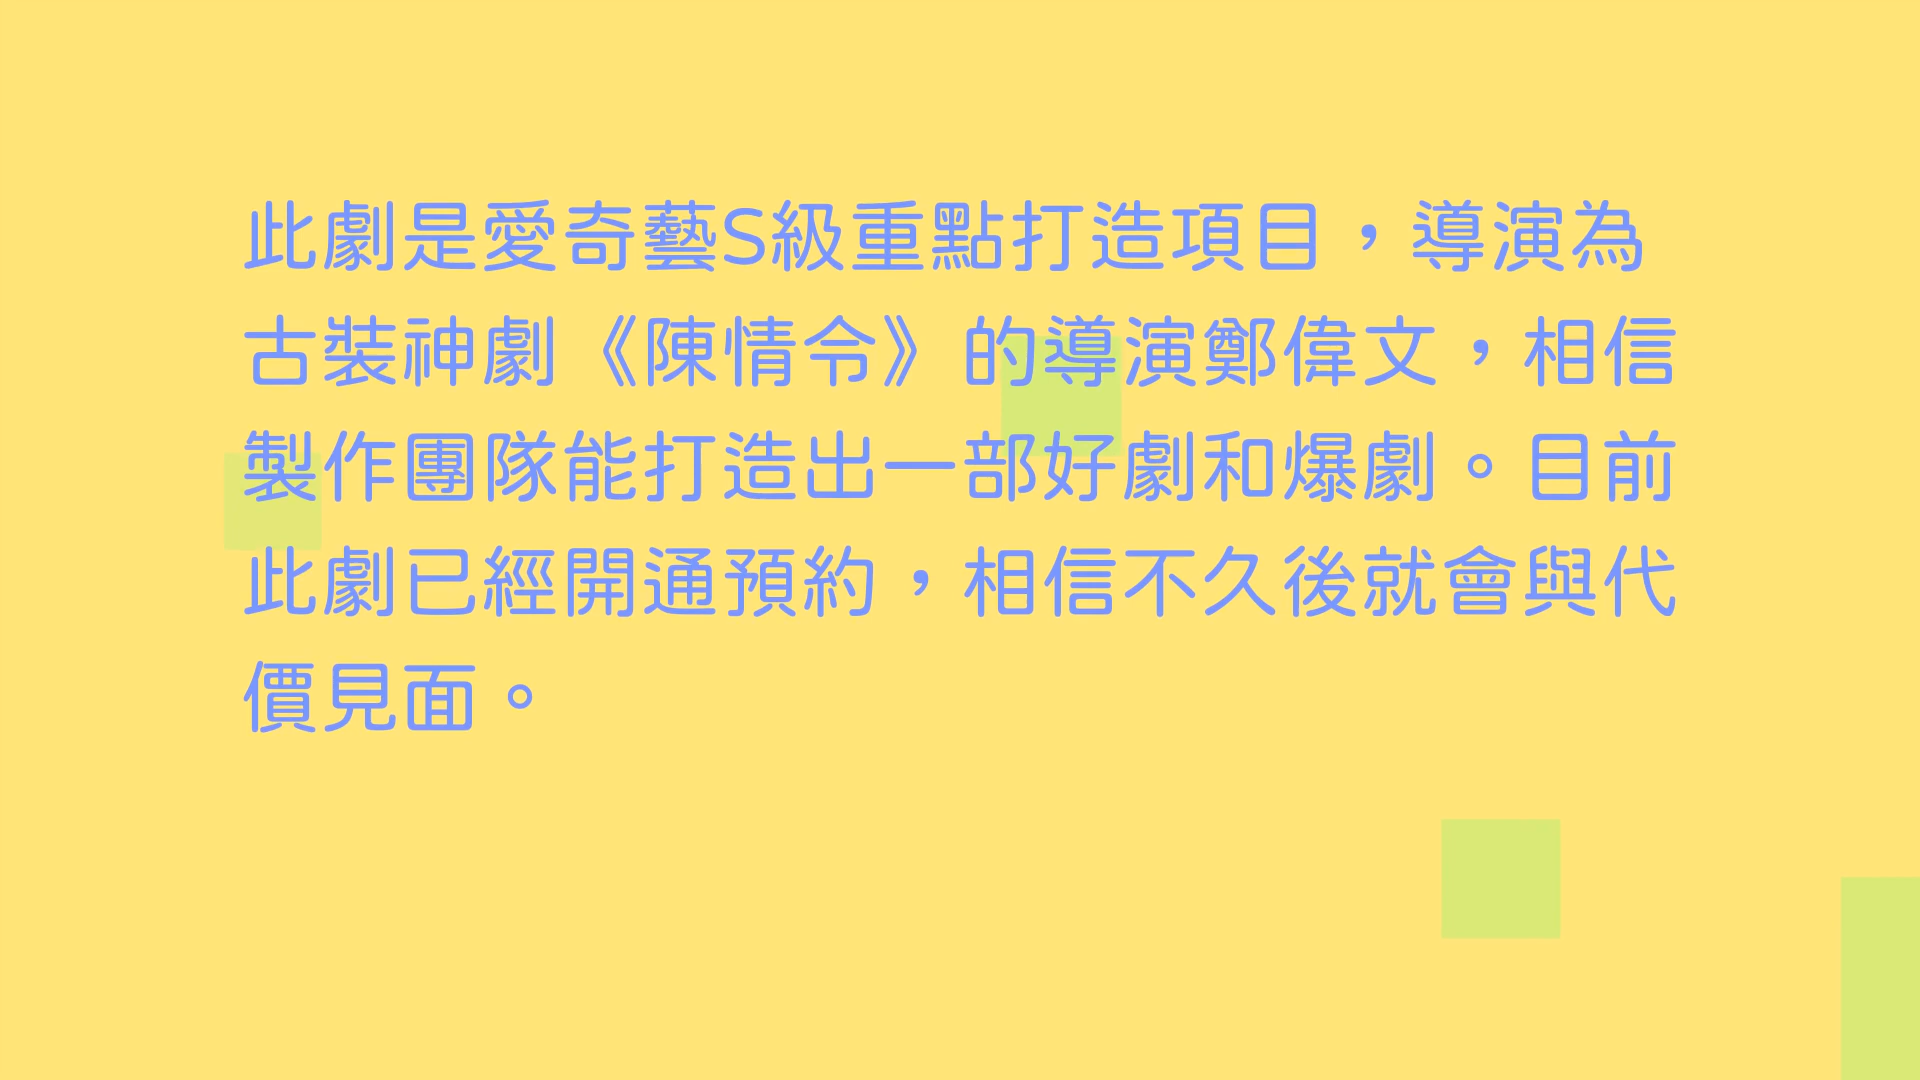 此劇是愛奇藝S級重點打造項目，導演為
古裝神劇《陳情令》的導演鄭偉文，相信
製作團隊能打造出一部好劇和爆劇。目前
此劇已經開通預約，相信不久後就會與代
價見面。